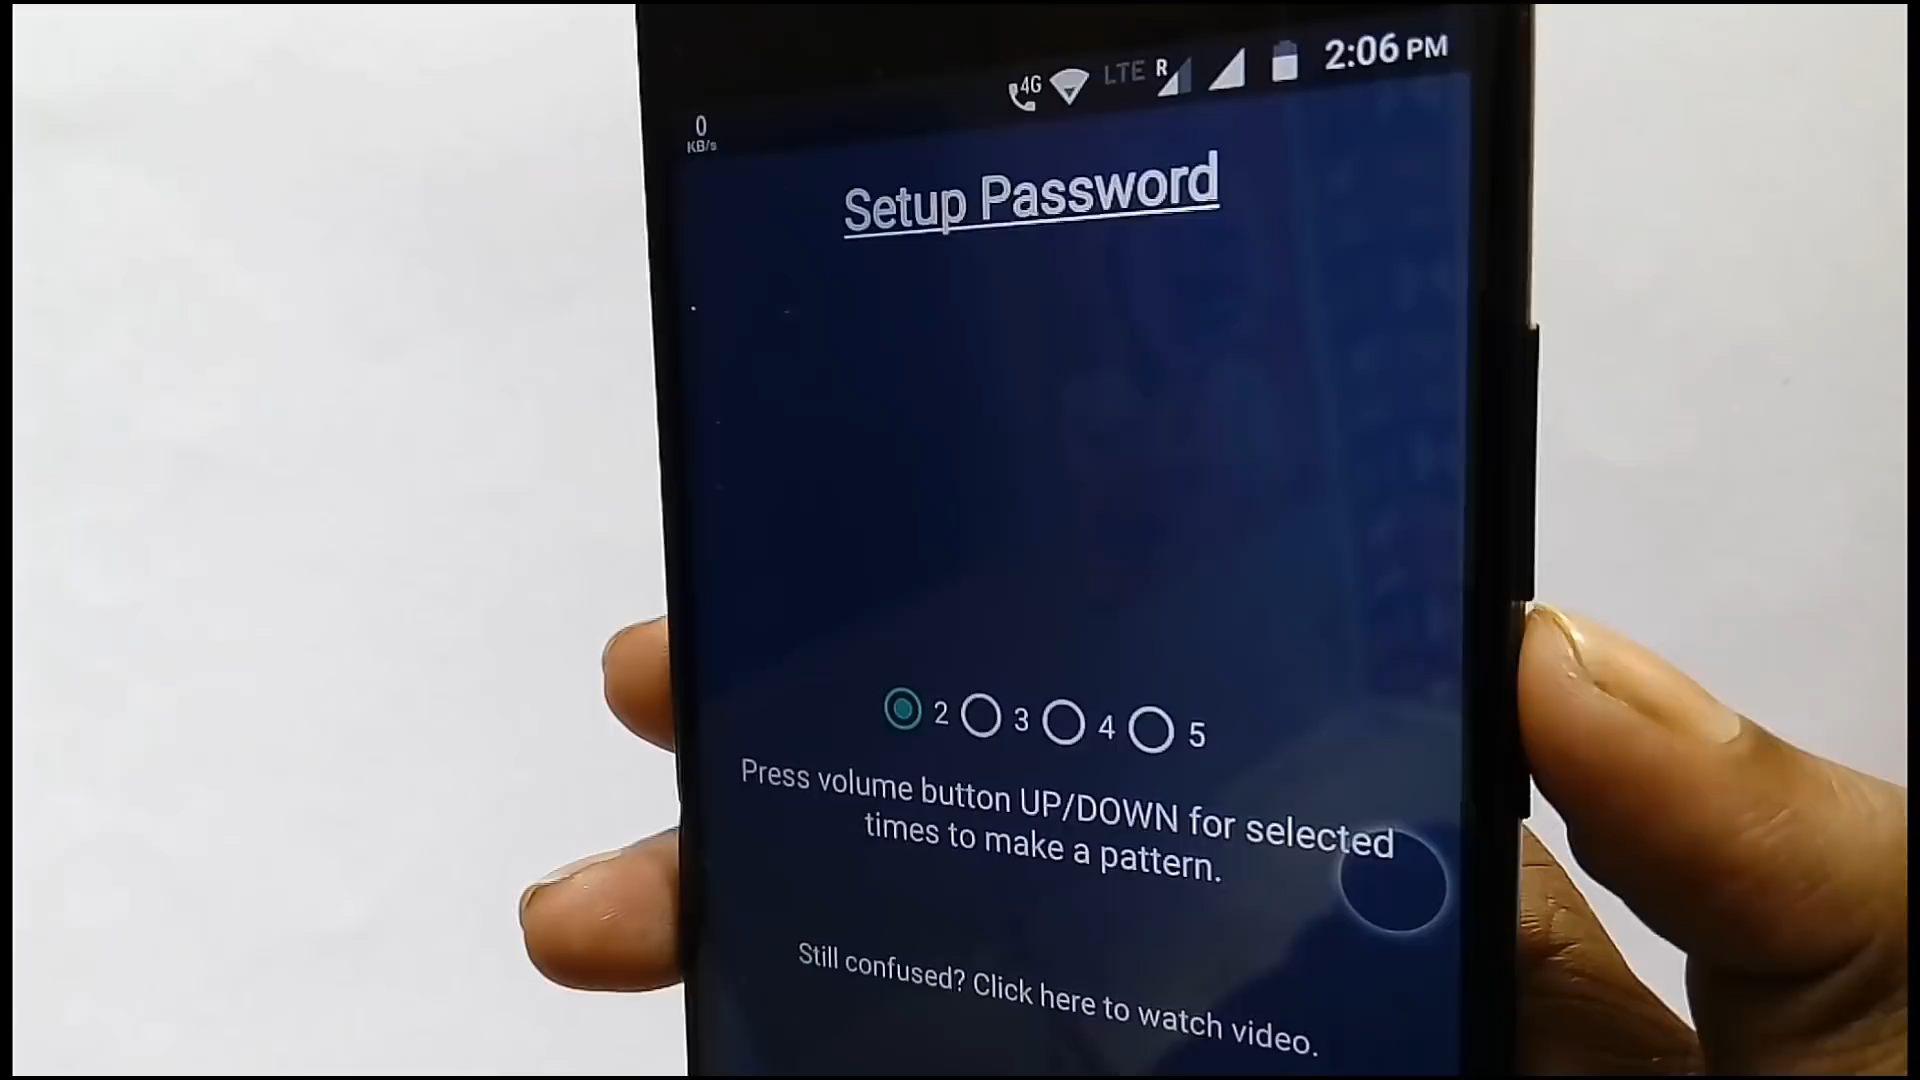 4G LTE R 2:06 PM
0
KB/s
Setup Password
2 3 4 5
Press volume button UP/DOWN for selected
times to make a pattern.
Still confused? Click here to watch video.